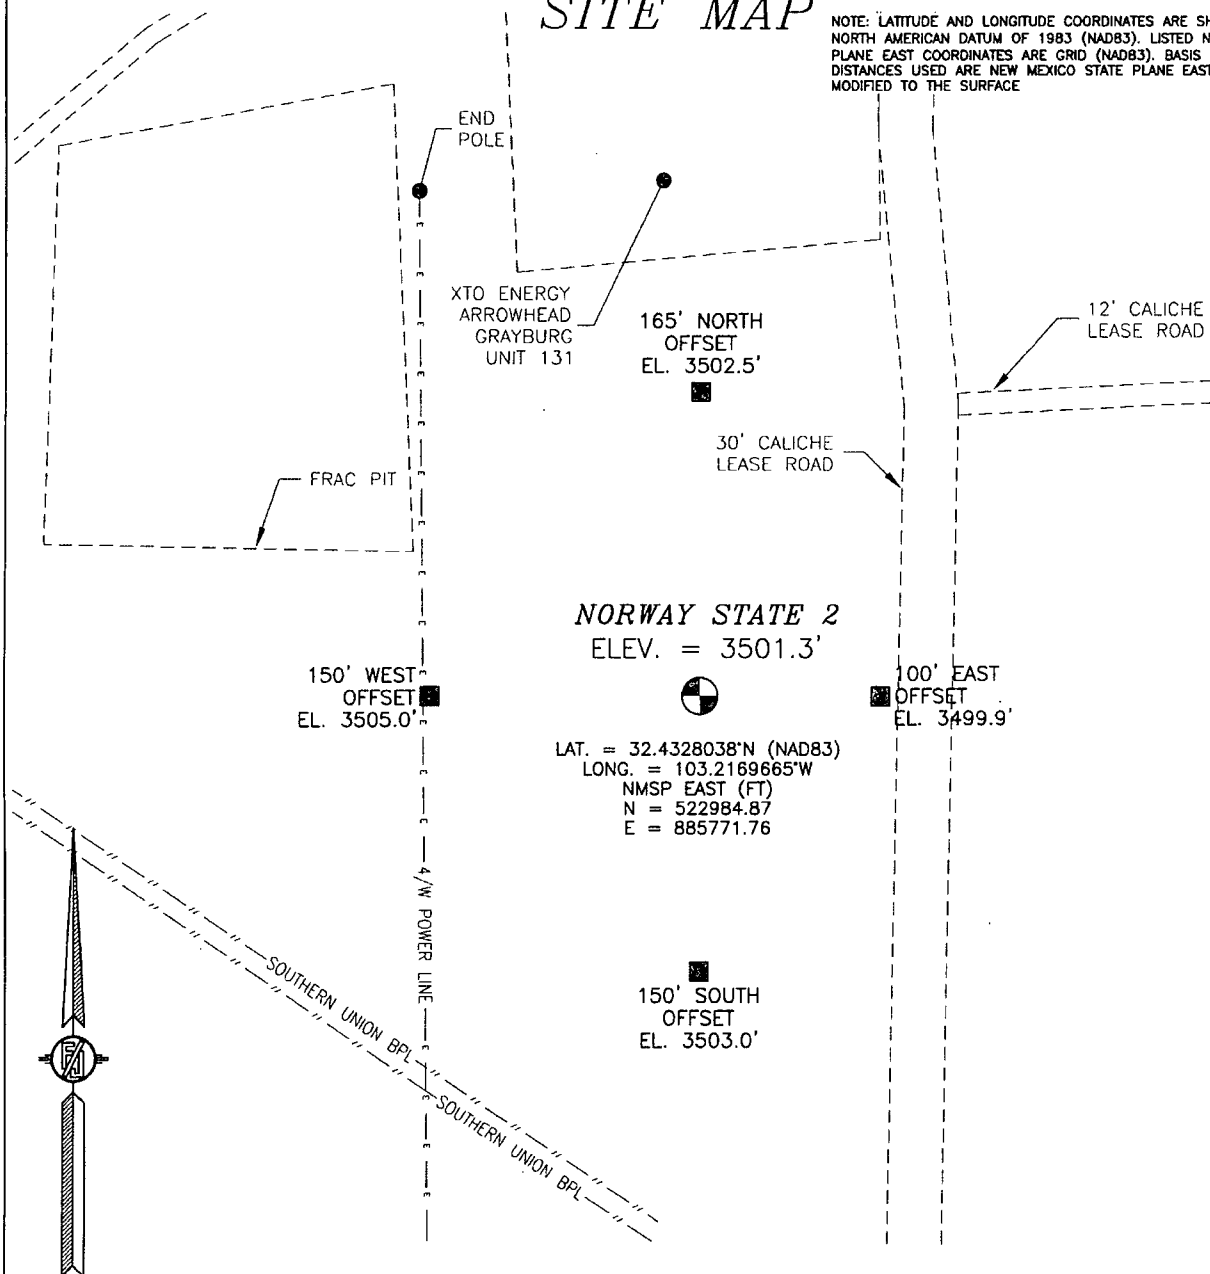 SITE MAP
NOTE: LATITUDE AND LONGITUDE COORDINATES ARE
NORTH AMERICAN DATUM OF 1983 (NAD83). LISTED
PLANE EAST COORDINATES ARE GRID (NAD83). BASIS
DISTANCES USED ARE NEW MEXICO STATE PLANE EAST
MODIFIED TO THE SURFACE
END
POLE
XTO ENERGY
ARROWHEAD
GRAYBURG
UNIT 131
165' NORTH
OFFSET
EL. 3502.5'
12' CALICHE
LEASE ROAD
30' CALICHE
LEASE ROAD
FRAC PIT
NORWAY STATE 2
ELEV. = 3501.3'
150' WEST
OFFSET
EL. 3505.0'
100' EAST
OFFSET
EL. 3499.9'
LAT. = 32.4328038°N (NAD83)
LONG. = 103.2169665°W
NMSP EAST (FT)
N = 522984.87
E = 885771.76
4/W POWER LINE
SOUTHERN UNION BPL
SOUTHERN UNION BPL
150' SOUTH
OFFSET
EL. 3503.0'